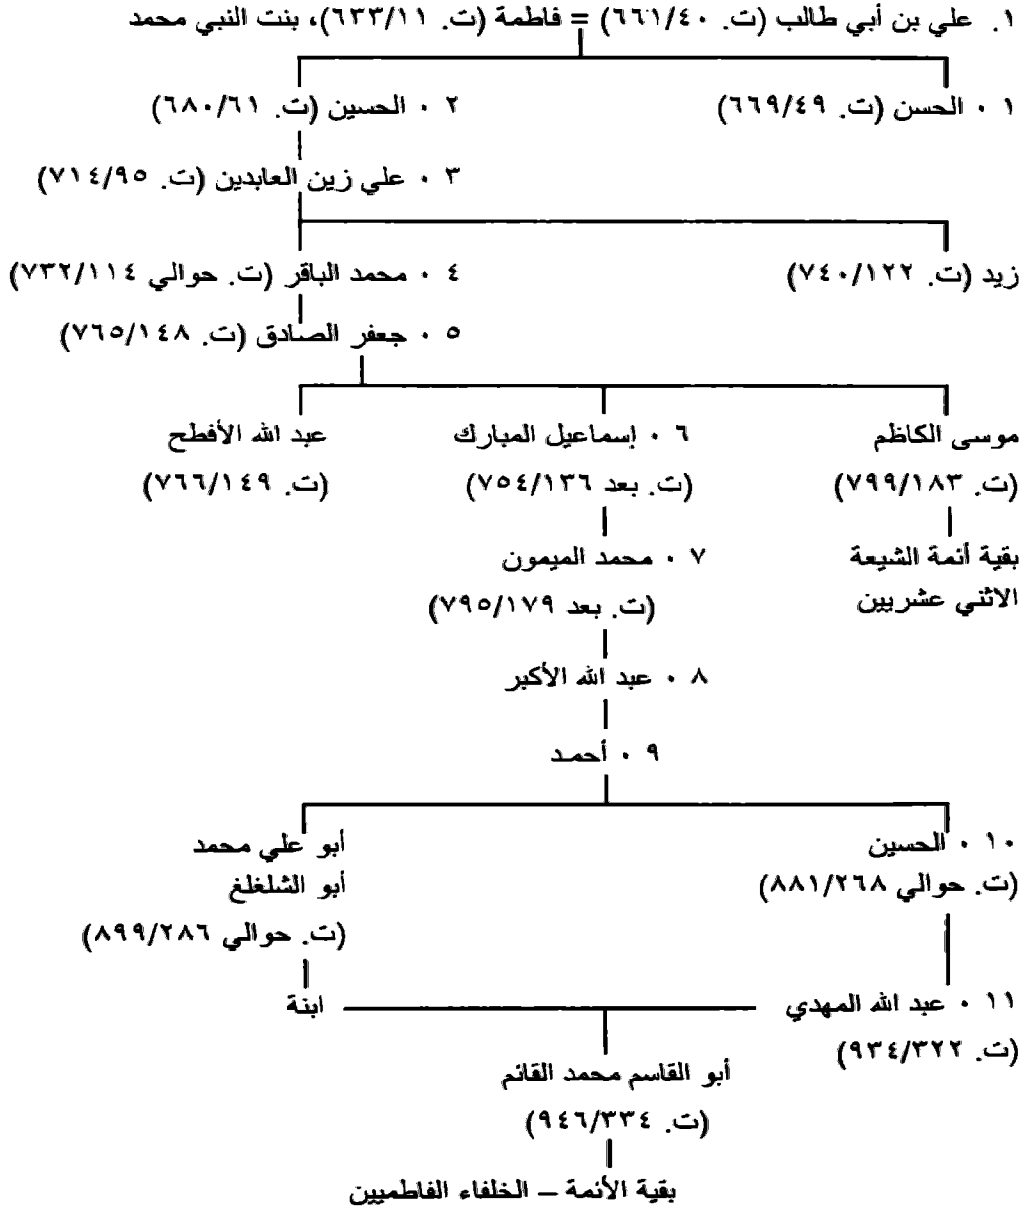 ١. علي بن أبي طالب (ت. ٦٦١/٤٠) = فاطمة (ت. ٦٣٣/١١)، بنت النبي محمد
١ . الحسن (ت. ٦٦٩/٤٩)
٢ . الحسين (ت. ٦٨٠/٦١)
٣ . علي زين العابدين (ت. ٧١٤/٩٥)
زيد (ت. ٧٤٠/١٢٢)
٤ . محمد الباقر (ت. حوالي ٧٣٢/١١٤)
٥ . جعفر الصادق (ت. ٧٦٥/١٤٨)
موسى الكاظم
(ت. ٧٩٩/١٨٣)
بقية أئمة الشيعة
الاثني عشريين
٦ . إسماعيل المبارك
(ت. بعد ٧٥٤/١٣٦)
عبد الله الأفطح
(ت. ٧٦٦/١٤٩)
٧ . محمد الميمون
(ت. بعد ٧٩٥/١٧٩)
٨ . عبد الله الأكبر
٩ . أحمد
١٠ . الحسين
(ت. حوالي ٨٨١/٢٦٨)
أبو علي محمد
أبو الشلغلغ
(ت. حوالي ٨٩٩/٢٨٦)
١١ . عبد الله المهدي
(ت. ٩٣٤/٣٢٢)
ابنة
أبو القاسم محمد القائم
(ت. ٩٤٦/٣٣٤)
بقية الأئمة – الخلفاء الفاطميين